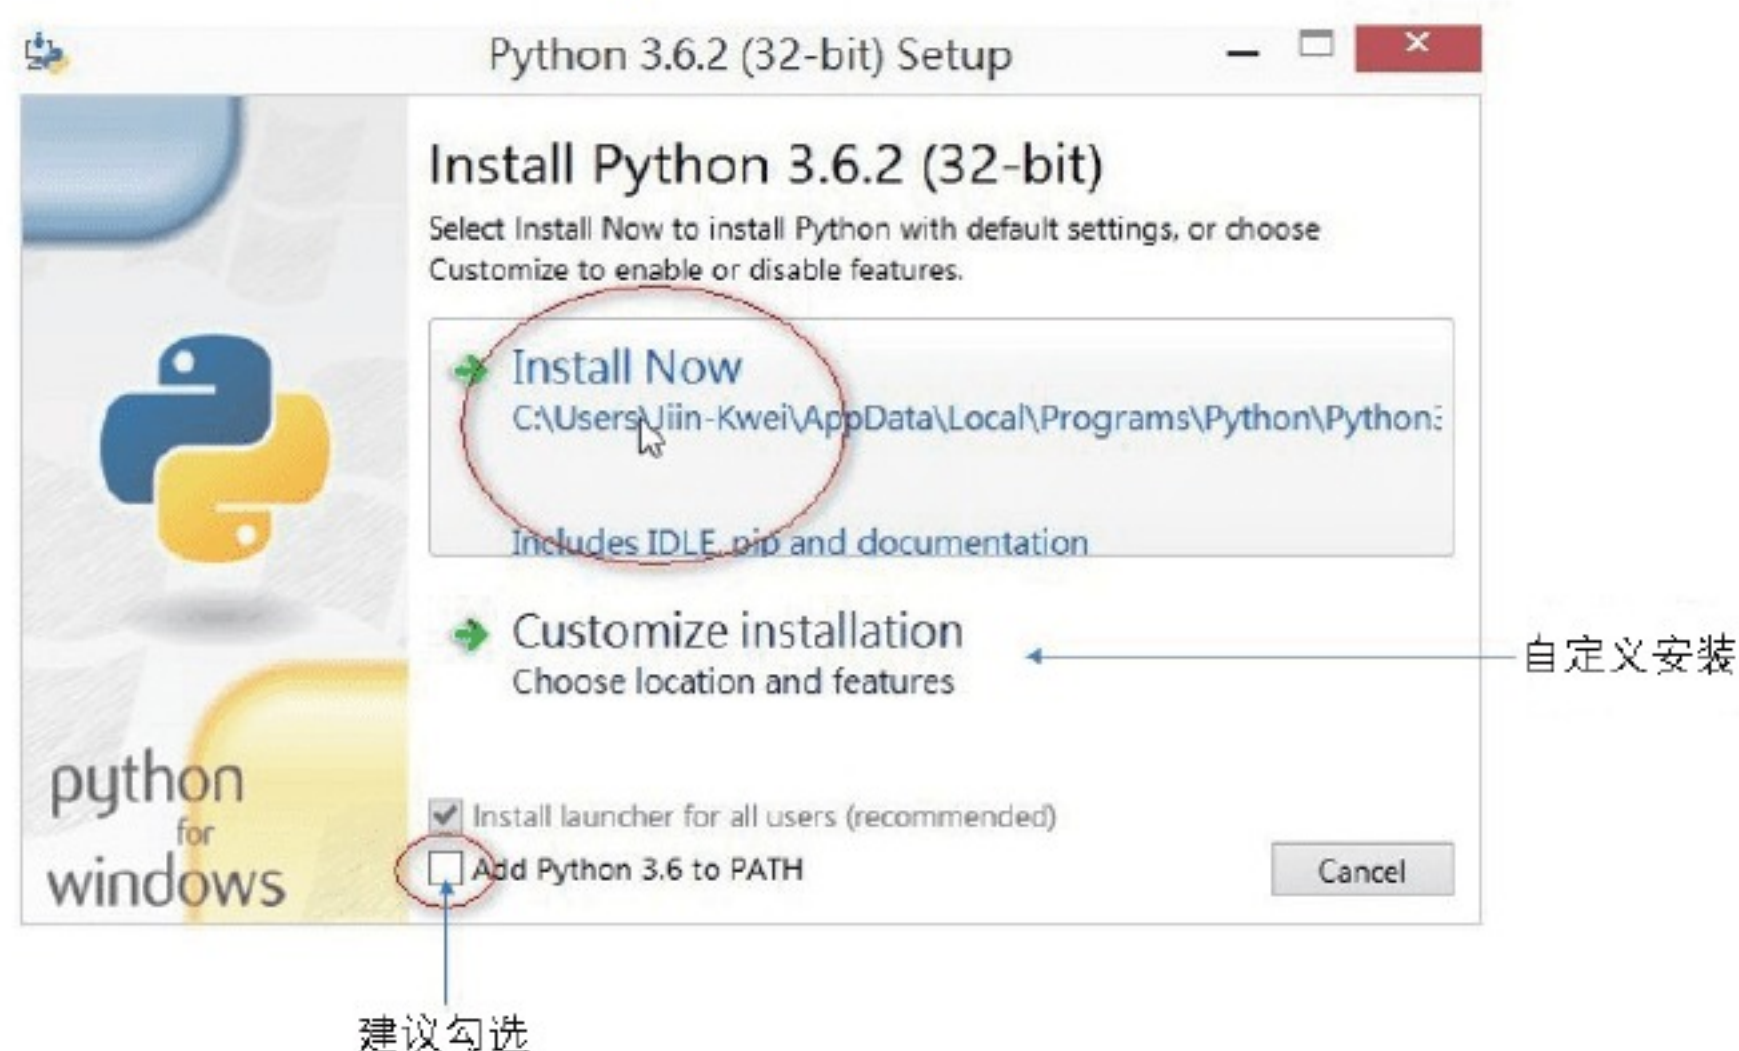 Python 3.6.2 (32-bit) Setup
Install Python 3.6.2 (32-bit)
Select Install Now to install Python with default settings, or choose
Customize to enable or disable features.
Install Now
C:\Users\Jiin-Kwei\AppData\Local\Programs\Python\Python3
Includes IDLE, pip and documentation
Customize installation
Choose location and features
自定义安装
python
for
windows
Install launcher for all users (recommended)
Add Python 3.6 to PATH
Cancel
建议勾选